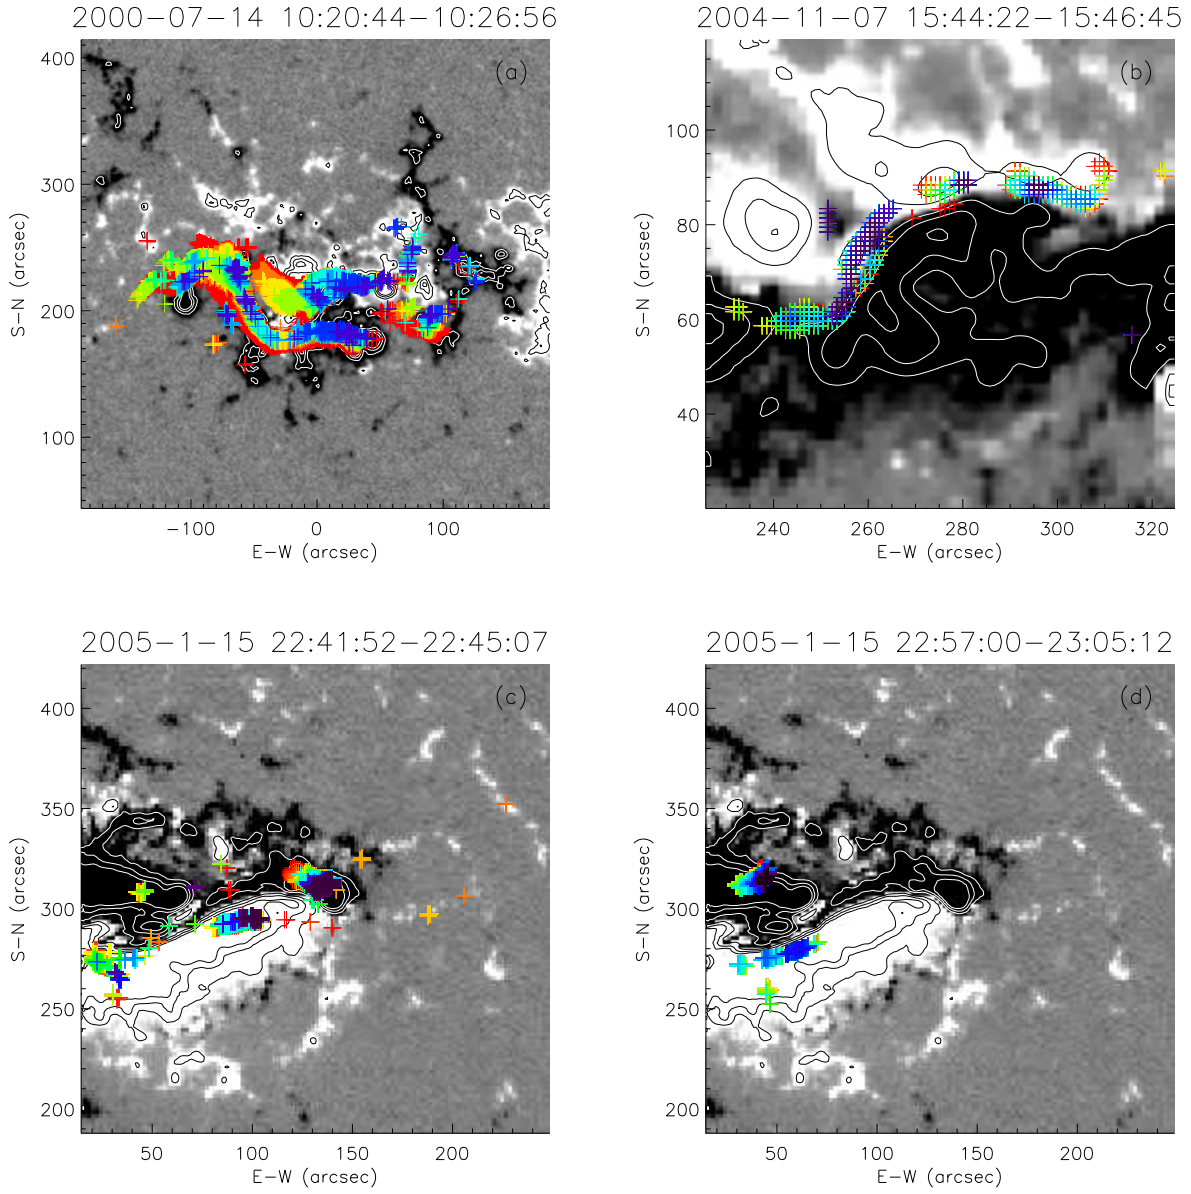 2000-07-14 10:20:44-10:26:56
2004-11-07 15:44:22-15:46:45
(a)
(b)
400
300
200
100
S-N (arcsec)
-100 0 100
E-W (arcsec)
100
80
60
40
S-N (arcsec)
240 260 280 300 320
E-W (arcsec)
2005-1-15 22:41:52-22:45:07
2005-1-15 22:57:00-23:05:12
(c)
(d)
400
350
300
250
200
S-N (arcsec)
50 100 150 200
E-W (arcsec)
400
350
300
250
200
S-N (arcsec)
50 100 150 200
E-W (arcsec)